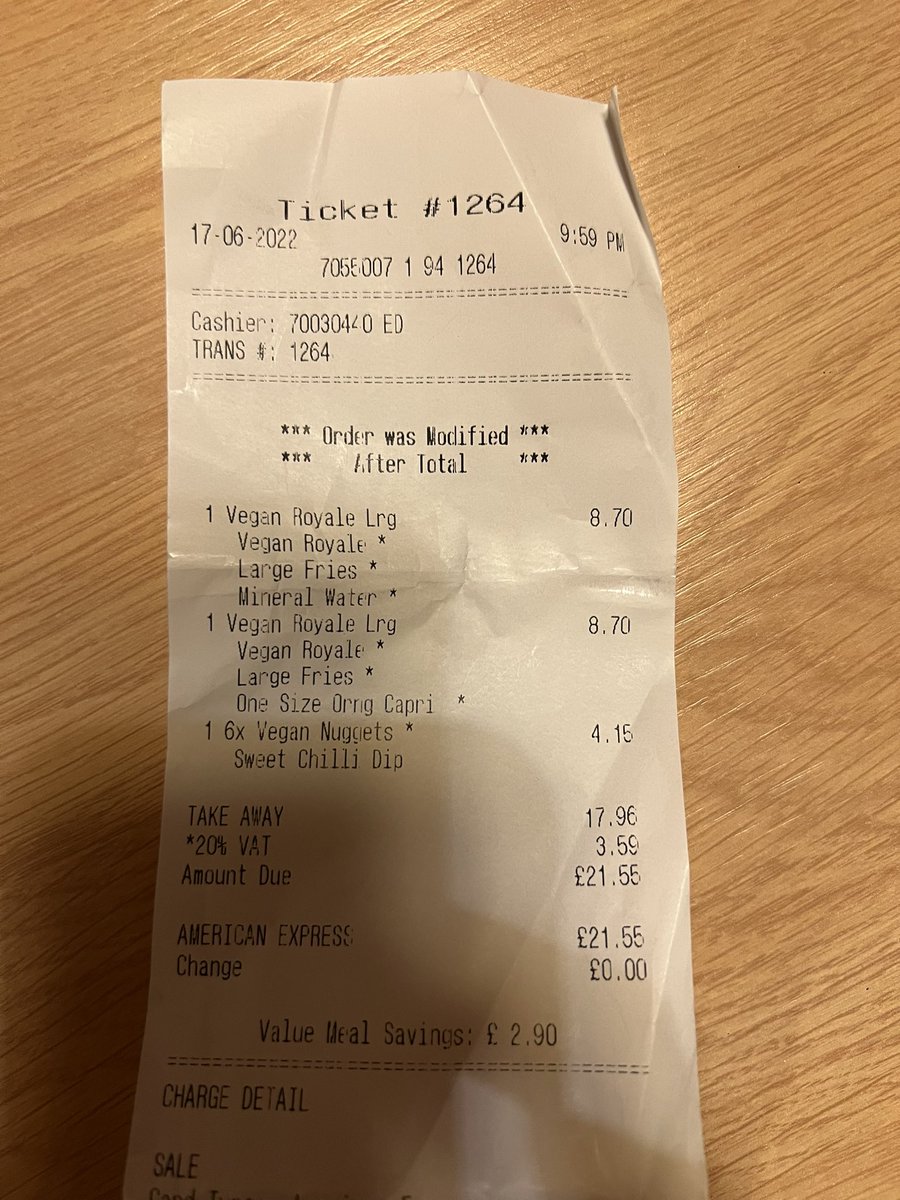 Ticket #1264
17-06-2022 9:59 PM
7055007 1 94 1264
Cashier: 70030440 ED
TRANS #: 1264
*** Order was Modified ***
*** After Total ***
1 Vegan Royale Lrg 8.70
Vegan Royale *
Large Fries *
Mineral Water *
1 Vegan Royale Lrg 8.70
Vegan Royale *
Large Fries *
One Size Orng Capri *
1 6x Vegan Nuggets * 4.15
Sweet Chilli Dip
TAKE AWAY 17.96
*20% VAT 3.59
Amount Due £21.55
AMERICAN EXPRESS £21.55
Change £0.00
Value Meal Savings: £ 2.90
CHARGE DETAIL
SALE